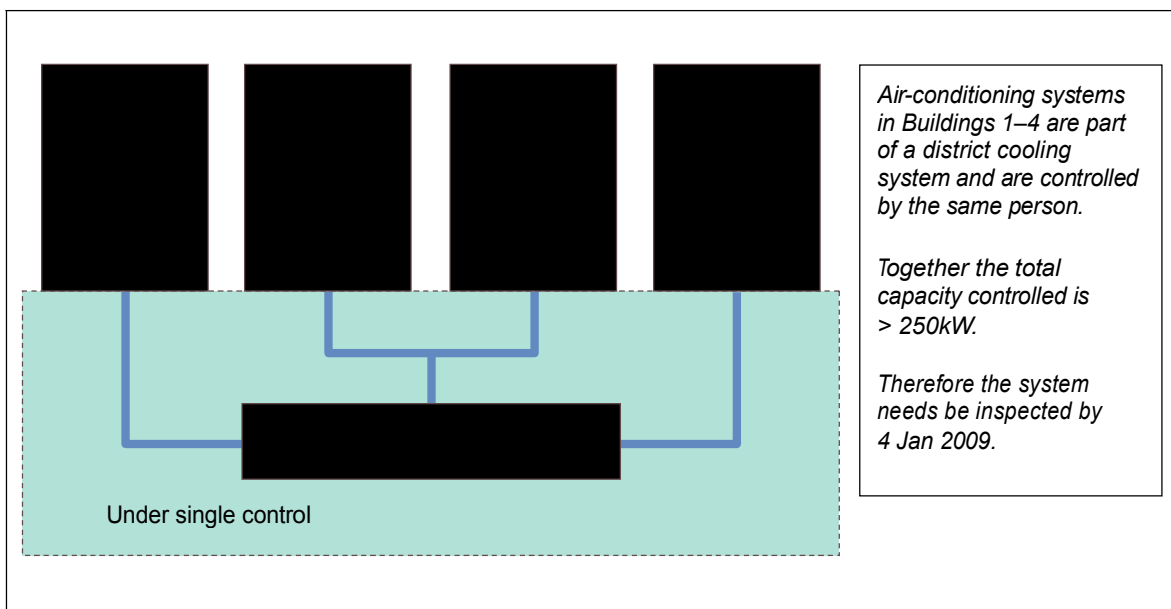 Air-conditioning systems
in Buildings 1–4 are part
of a district cooling
system and are controlled
by the same person.
Together the total
capacity controlled is
> 250kW.
Therefore the system
needs be inspected by
4 Jan 2009.
Under single control